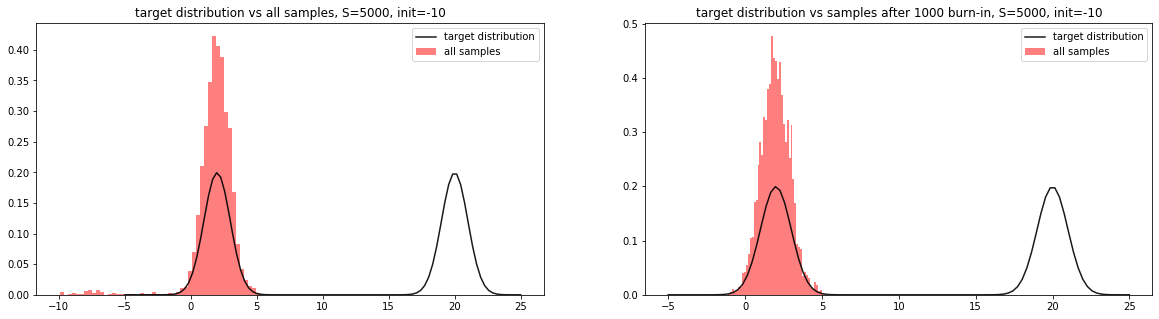 target distribution vs all samples, S=5000, init=-10
target distribution
all samples
0.40
0.35
0.30
0.25
0.20
0.15
0.10
0.05
0.00
−10 −5 0 5 10 15 20 25
target distribution vs samples after 1000 burn-in, S=5000, init=-10
target distribution
all samples
0.5
0.4
0.3
0.2
0.1
0.0
−5 0 5 10 15 20 25